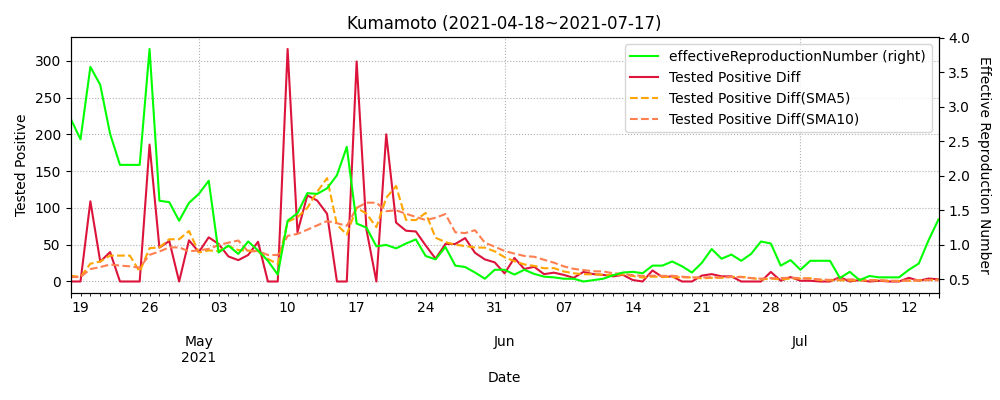 Kumamoto (2021-04-18~2021-07-17)
effectiveReproductionNumber (right)
Tested Positive Diff
Tested Positive Diff(SMA5)
Tested Positive Diff(SMA10)
Tested Positive
300
250
200
150
100
50
0
4.0
3.5
3.0
2.5
2.0
1.5
1.0
0.5
Effective Reproduction Number
19 26 03 10 17 24 31 07 14 21 28 05 12
May Jun Jul
2021
Date